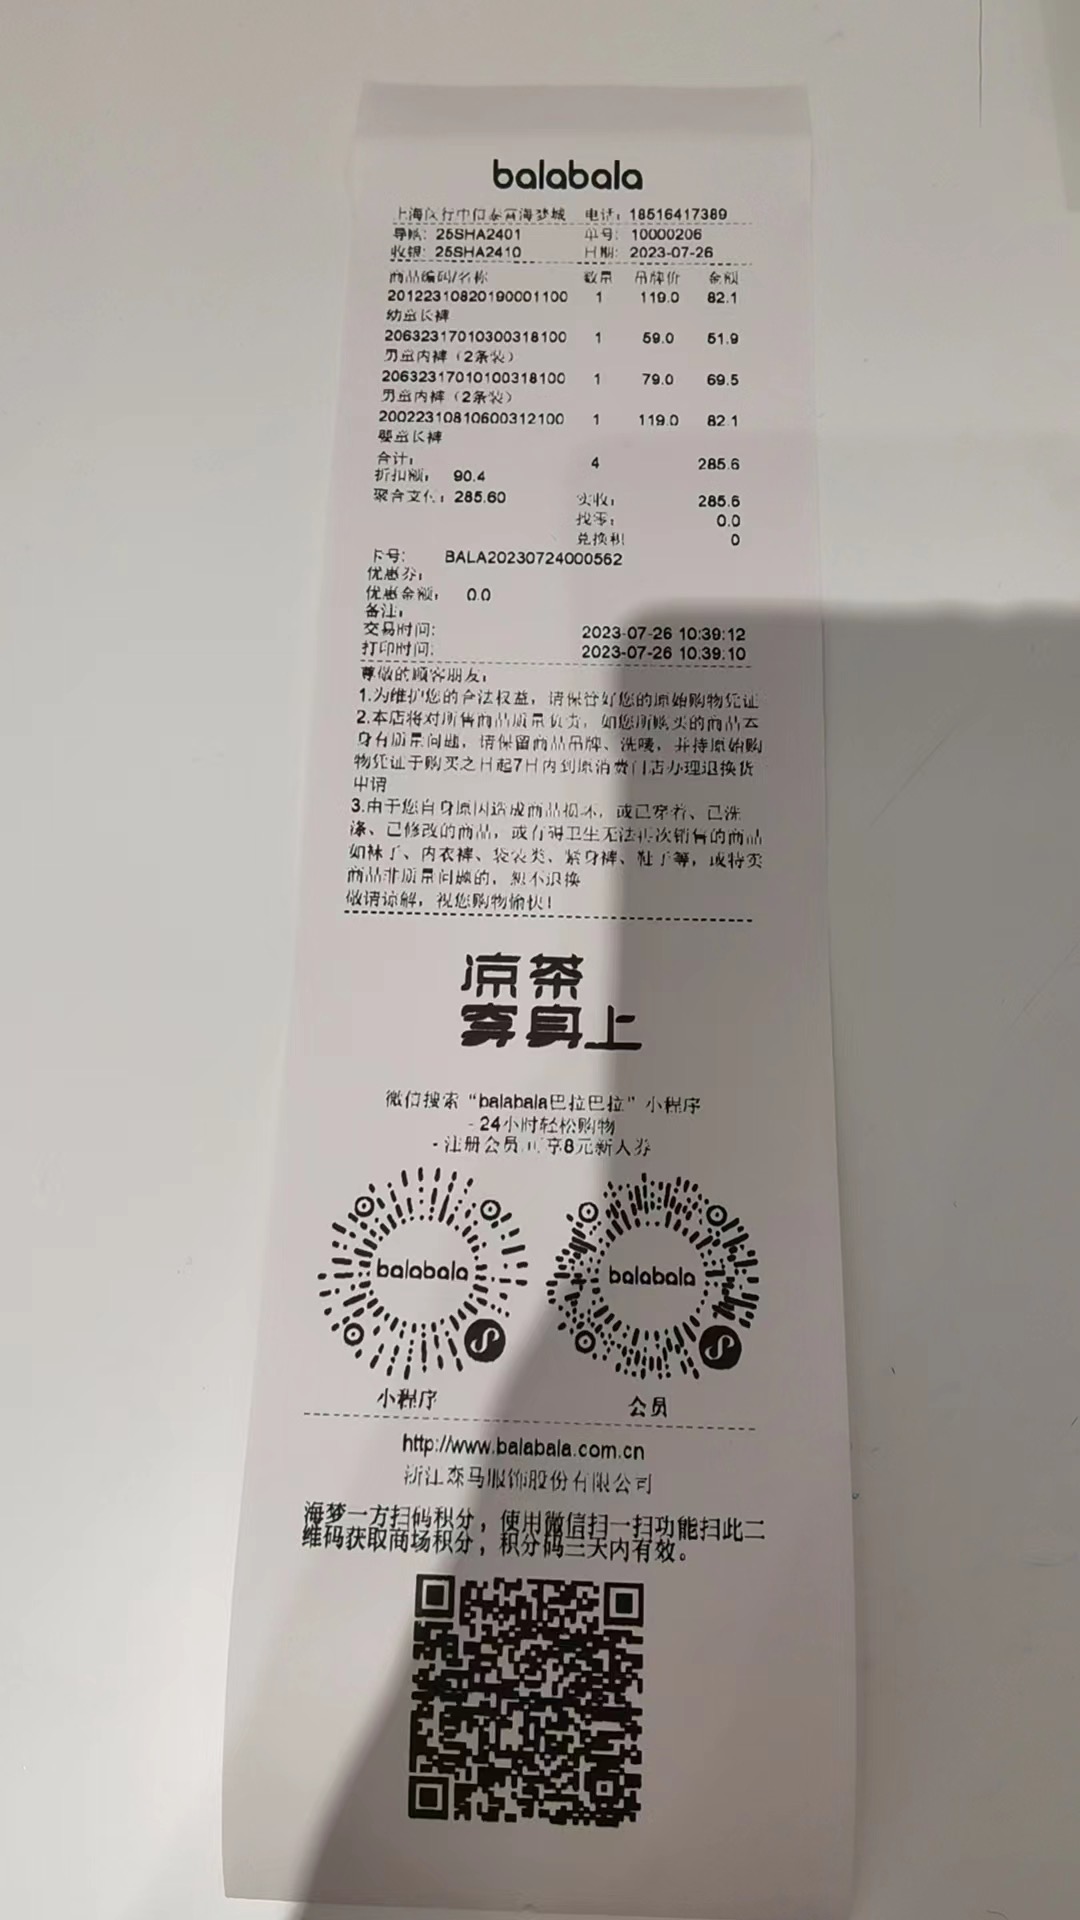 balabala
上海闵行中信泰富海梦城 电话：18516417389
导购：25SHA2401 单号：10000206
收银：25SHA2410 日期：2023-07-26
商品编码/名称 数量 吊牌价 金额
20122310820190001100 1 119.0 82.1
幼童长裤
20632317010300318100 1 59.0 51.9
男童内裤（2条装）
20632317010100318100 1 79.0 69.5
男童内裤（2条装）
20022310810600312100 1 119.0 82.1
婴童长裤
合计： 4 285.6
折扣额： 90.4
聚合支付：285.60 实收： 285.6
找零： 0.0
兑换积 0
卡号： BALA20230724000562
优惠券：
优惠金额： 0.0
备注：
交易时间： 2023-07-26 10:39:12
打印时间： 2023-07-26 10:39:10
尊敬的顾客朋友：
1.为维护您的合法权益，请保管好您的原始购物凭证
2.本店将对所售商品质量负责，如您所购买的商品本
身有质量问题，请保留商品吊牌、洗唛，并持原始购
物凭证于购买之日起7日内到原消费门店办理退换货
申请
3.由于您自身原因造成商品损坏，或已穿着、已洗
涤、已修改的商品，或有碍卫生无法再次销售的商品
如袜子、内衣裤、袋装类、紧身裤、鞋子等，或特卖
商品非质量问题的，恕不退换
敬请谅解，祝您购物愉快！
凉茶
穿身上
微信搜索“balabala巴拉巴拉”小程序
- 24小时轻松购物
- 注册会员可享8元新人券
balabala balabala
小程序 会员
http://www.balabala.com.cn
浙江森马服饰股份有限公司
海梦一方扫码积分，使用微信扫一扫功能扫此二
维码获取商场积分，积分码三天内有效。